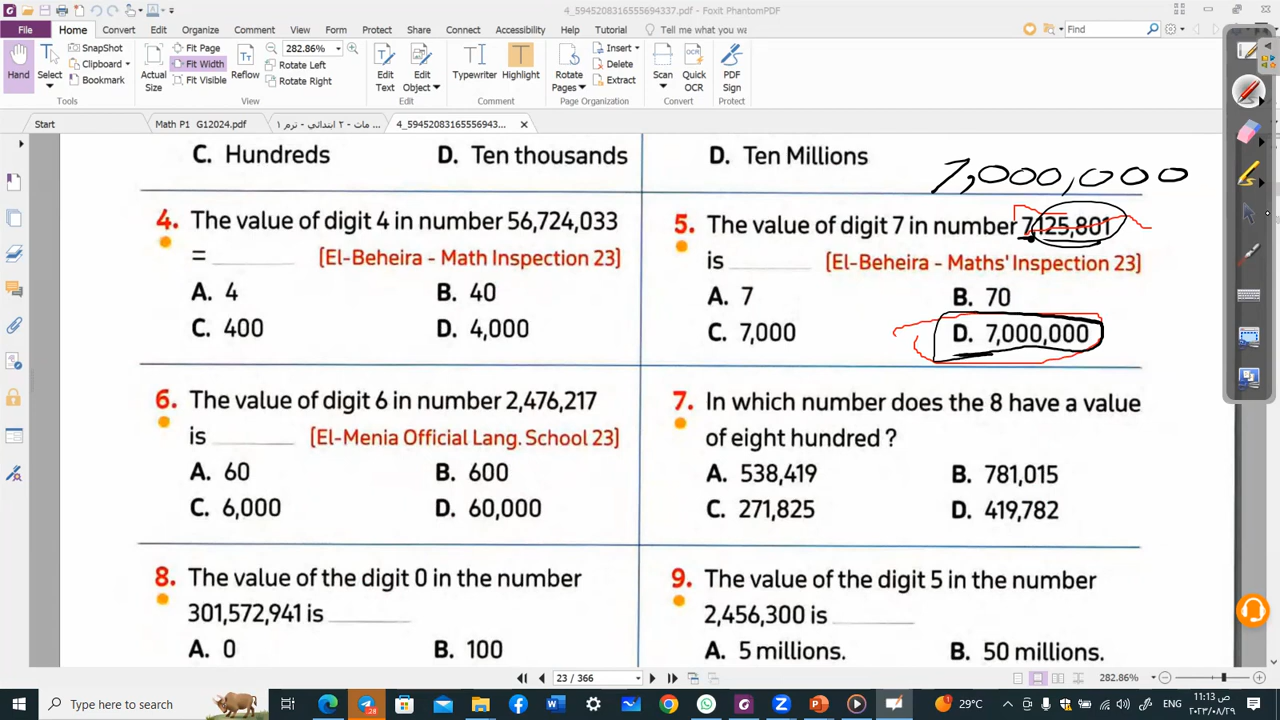 4_5945208316555694337.pdf - Foxit PhantomPDF
File Home Edit Organize Comment View Form Protect Share Connect Accessibility Help Tutorial Tell me what you wa... Find
Hand Select SnapShot Clipboard Bookmark Actual Size Fit Page Fit Width Fit Visible Reflow 282.86% Rotate Left Rotate Right Edit Text Edit Object Typewriter Highlight Rotate Pages Insert Delete Extract Scan Quick OCR PDF Sign
Tools View Edit Comment Page Organization Convert Protect
Start Math P1 G12024.pdf مات - ٢ ابتدائي - ترم ١ ... 4_59452083165556943...
C. Hundreds D. Ten thousands
D. Ten Millions
7,000,000
4. The value of digit 4 in number 56,724,033
= ________ (El-Beheira - Math Inspection 23)
A. 4 B. 40
C. 400 D. 4,000
5. The value of digit 7 in number 7,125,801
is ________ (El-Beheira - Maths' Inspection 23)
A. 7 B. 70
C. 7,000 D. 7,000,000
6. The value of digit 6 in number 2,476,217
is ________ (El-Menia Official Lang. School 23)
A. 60 B. 600
C. 6,000 D. 60,000
7. In which number does the 8 have a value
of eight hundred ?
A. 538,419 B. 781,015
C. 271,825 D. 419,782
8. The value of the digit 0 in the number
301,572,941 is ________
A. 0 B. 100
9. The value of the digit 5 in the number
2,456,300 is ________
A. 5 millions. B. 50 millions.
23 / 366 282.86%
Type here to search 29°C 11:13 ص
٢٠٢٣/٠٨/٢٩